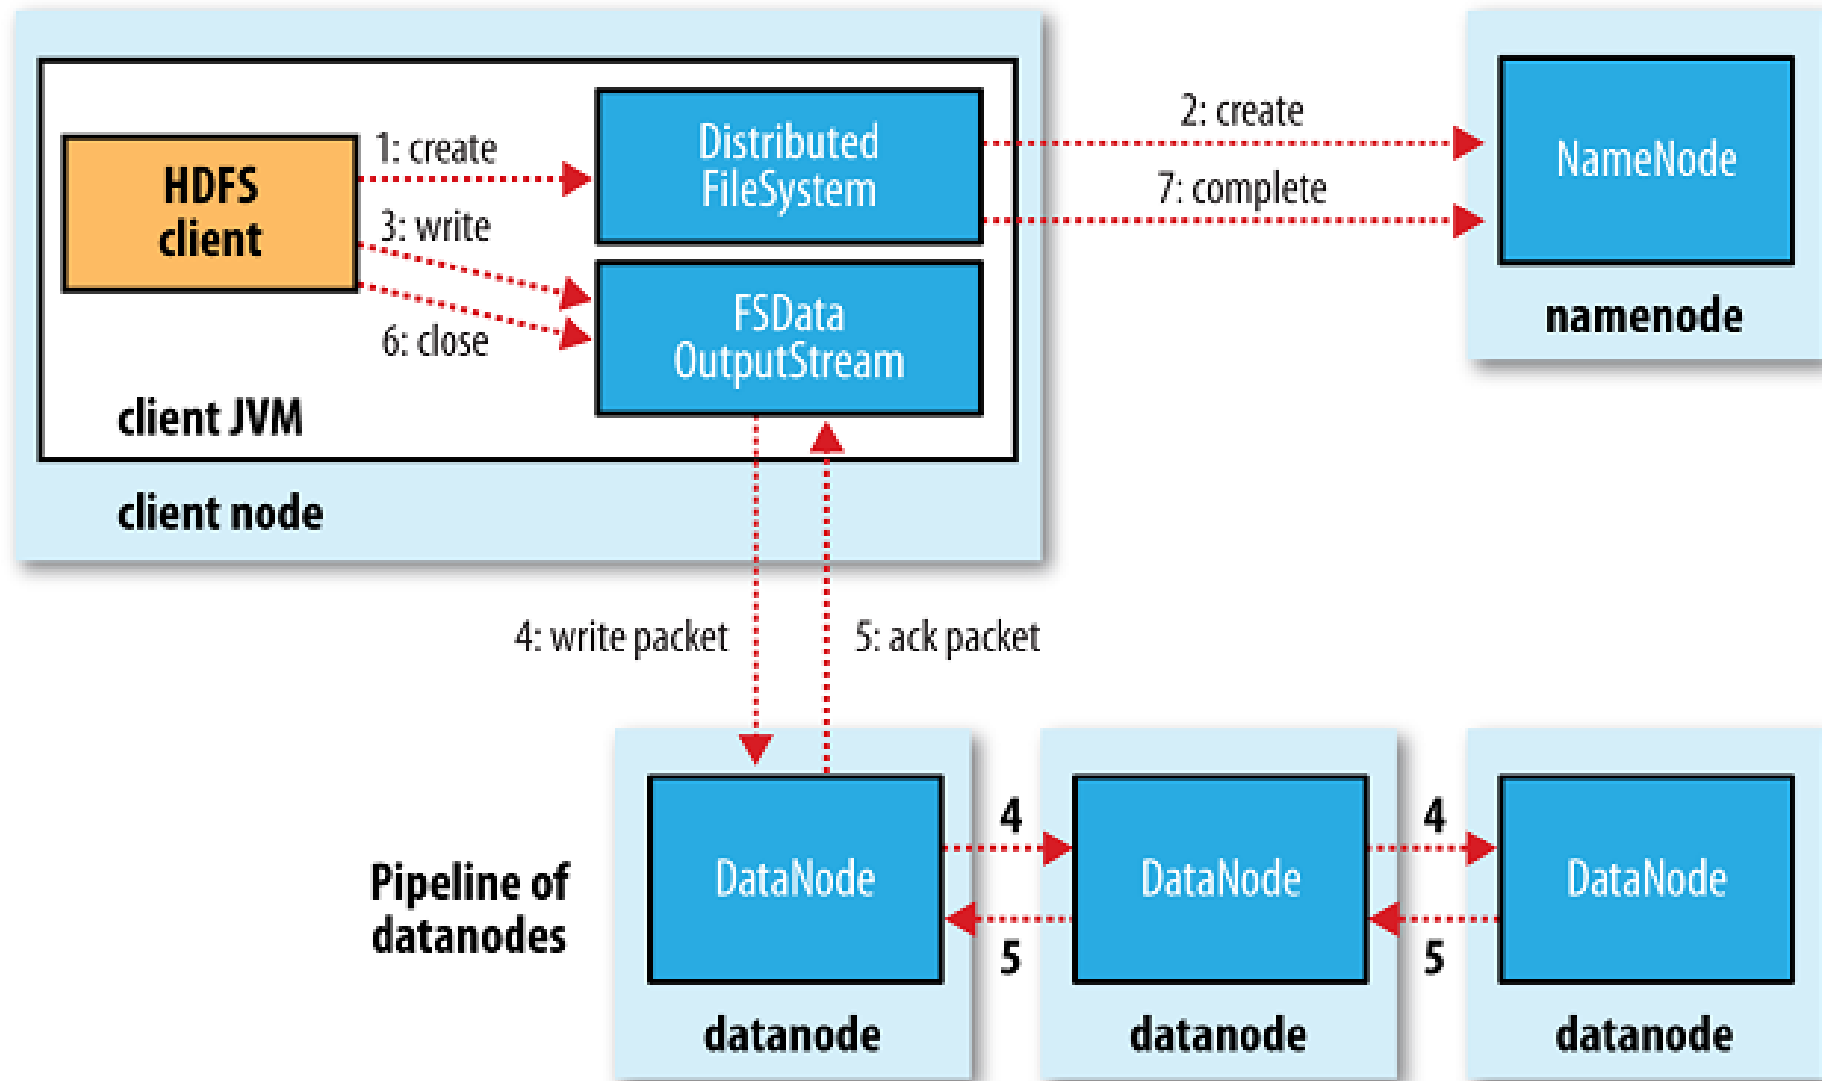 HDFS
client
1: create
3: write
6: close
Distributed
FileSystem
FSData
OutputStream
client JVM
client node
2: create
7: complete
NameNode
namenode
4: write packet
5: ack packet
Pipeline of
datanodes
DataNode
4
5
DataNode
4
5
DataNode
datanode
datanode
datanode